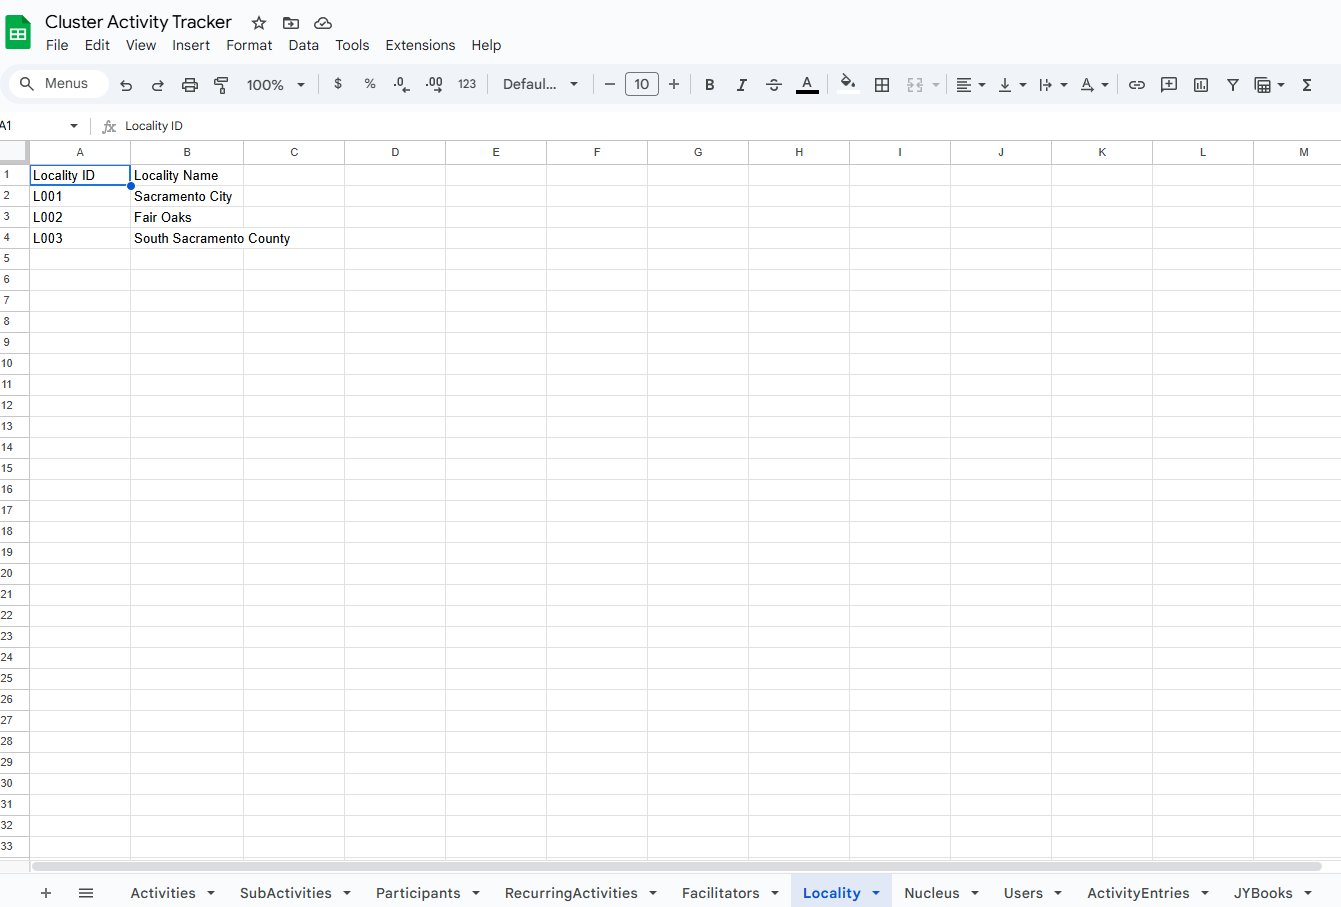 Cluster Activity Tracker
File Edit View Insert Format Data Tools Extensions Help
Menus 100% $ % .0 .00 123 Defaul... 10 B I A A Σ
A1 fx Locality ID
A B C D E F G H I J K L M
1 Locality ID Locality Name
2 L001 Sacramento City
3 L002 Fair Oaks
4 L003 South Sacramento County
5
6
7
8
9
10
11
12
13
14
15
16
17
18
19
20
21
22
23
24
25
26
27
28
29
30
31
32
33
Activities SubActivities Participants RecurringActivities Facilitators Locality Nucleus Users ActivityEntries JYBooks